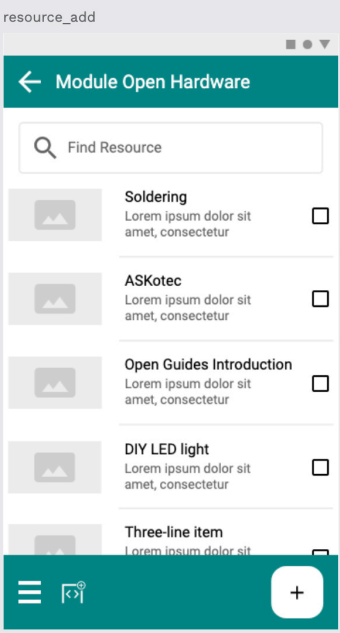 resource_add
Module Open Hardware
Find Resource
Soldering
Lorem ipsum dolor sit
amet, consectetur
ASKotec
Lorem ipsum dolor sit
amet, consectetur
Open Guides Introduction
Lorem ipsum dolor sit
amet, consectetur
DIY LED light
Lorem ipsum dolor sit
amet, consectetur
Three-line item
Lorem ipsum dolor sit